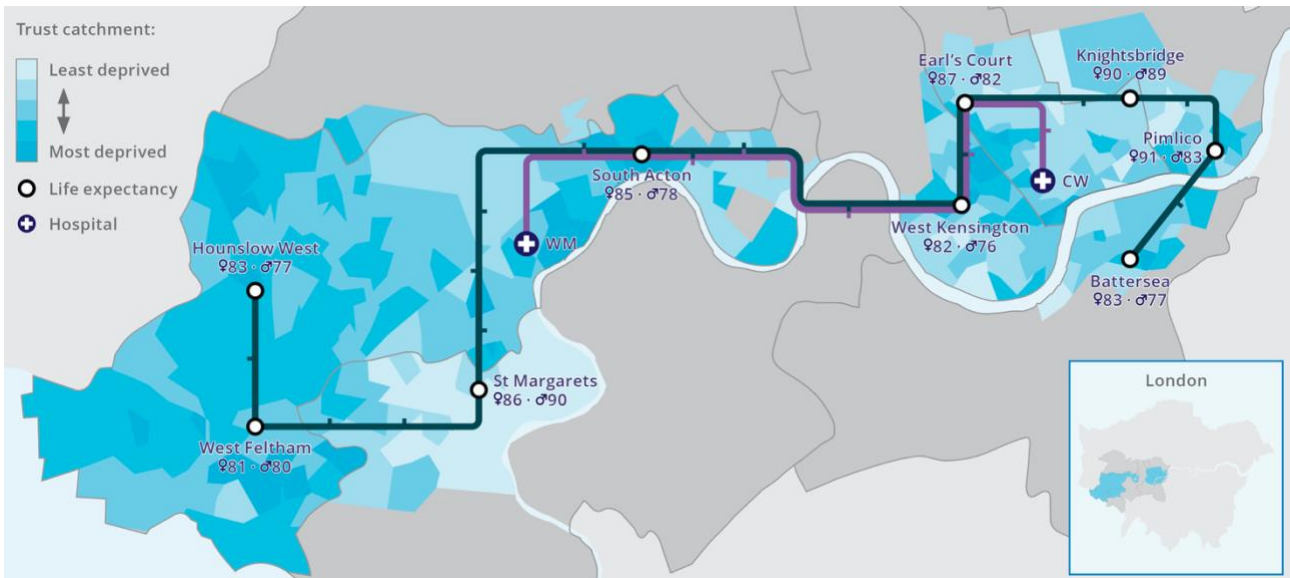 Trust catchment:
Least deprived
Most deprived
Life expectancy
Hospital
Hounslow West
♀83 · ♂77
West Feltham
♀81 · ♂80
St Margarets
♀86 · ♂90
WM
South Acton
♀85 · ♂78
West Kensington
♀82 · ♂76
Earl's Court
♀87 · ♂82
CW
Knightsbridge
♀90 · ♂89
Pimlico
♀91 · ♂83
Battersea
♀83 · ♂77
London